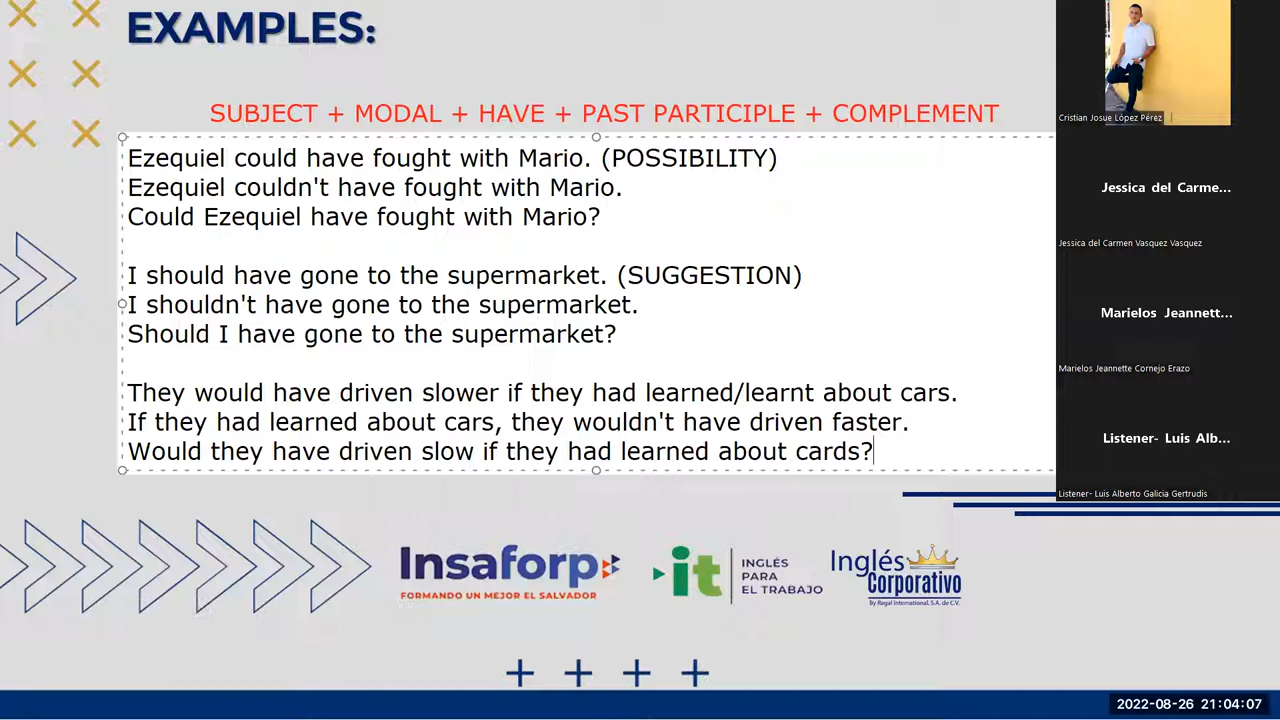 EXAMPLES:
SUBJECT + MODAL + HAVE + PAST PARTICIPLE + COMPLEMENT
Ezequiel could have fought with Mario. (POSSIBILITY)
Ezequiel couldn't have fought with Mario.
Could Ezequiel have fought with Mario?
I should have gone to the supermarket. (SUGGESTION)
I shouldn't have gone to the supermarket.
Should I have gone to the supermarket?
They would have driven slower if they had learned/learnt about cars.
If they had learned about cars, they wouldn't have driven faster.
Would they have driven slow if they had learned about cards?
Cristian Josue López Pérez
Jessica del Carme...
Jessica del Carmen Vasquez Vasquez
Marielos Jeannett...
Marielos Jeannette Cornejo Erazo
Listener- Luis Alb...
Listener- Luis Alberto Galicia Gertrudis
Insaforp
FORMANDO UN MEJOR EL SALVADOR
it
INGLÉS
PARA
EL TRABAJO
Inglés
Corporativo
By Regal International, S.A. de C.V.
2022-08-26 21:04:07